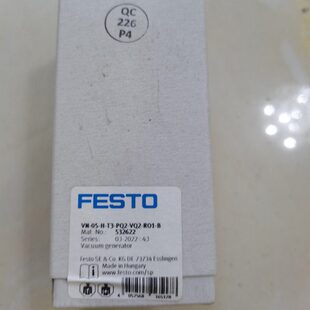 QC
226
P4
FESTO
VN-05-H-T3-PQ2-VQ2-RO1-B
Mat. No.: 532622
Series: 03-2022
Vacuum generator
Festo SE & Co. KG DE-73734 Esslingen
Made in Hungary
www.festo.com/sp